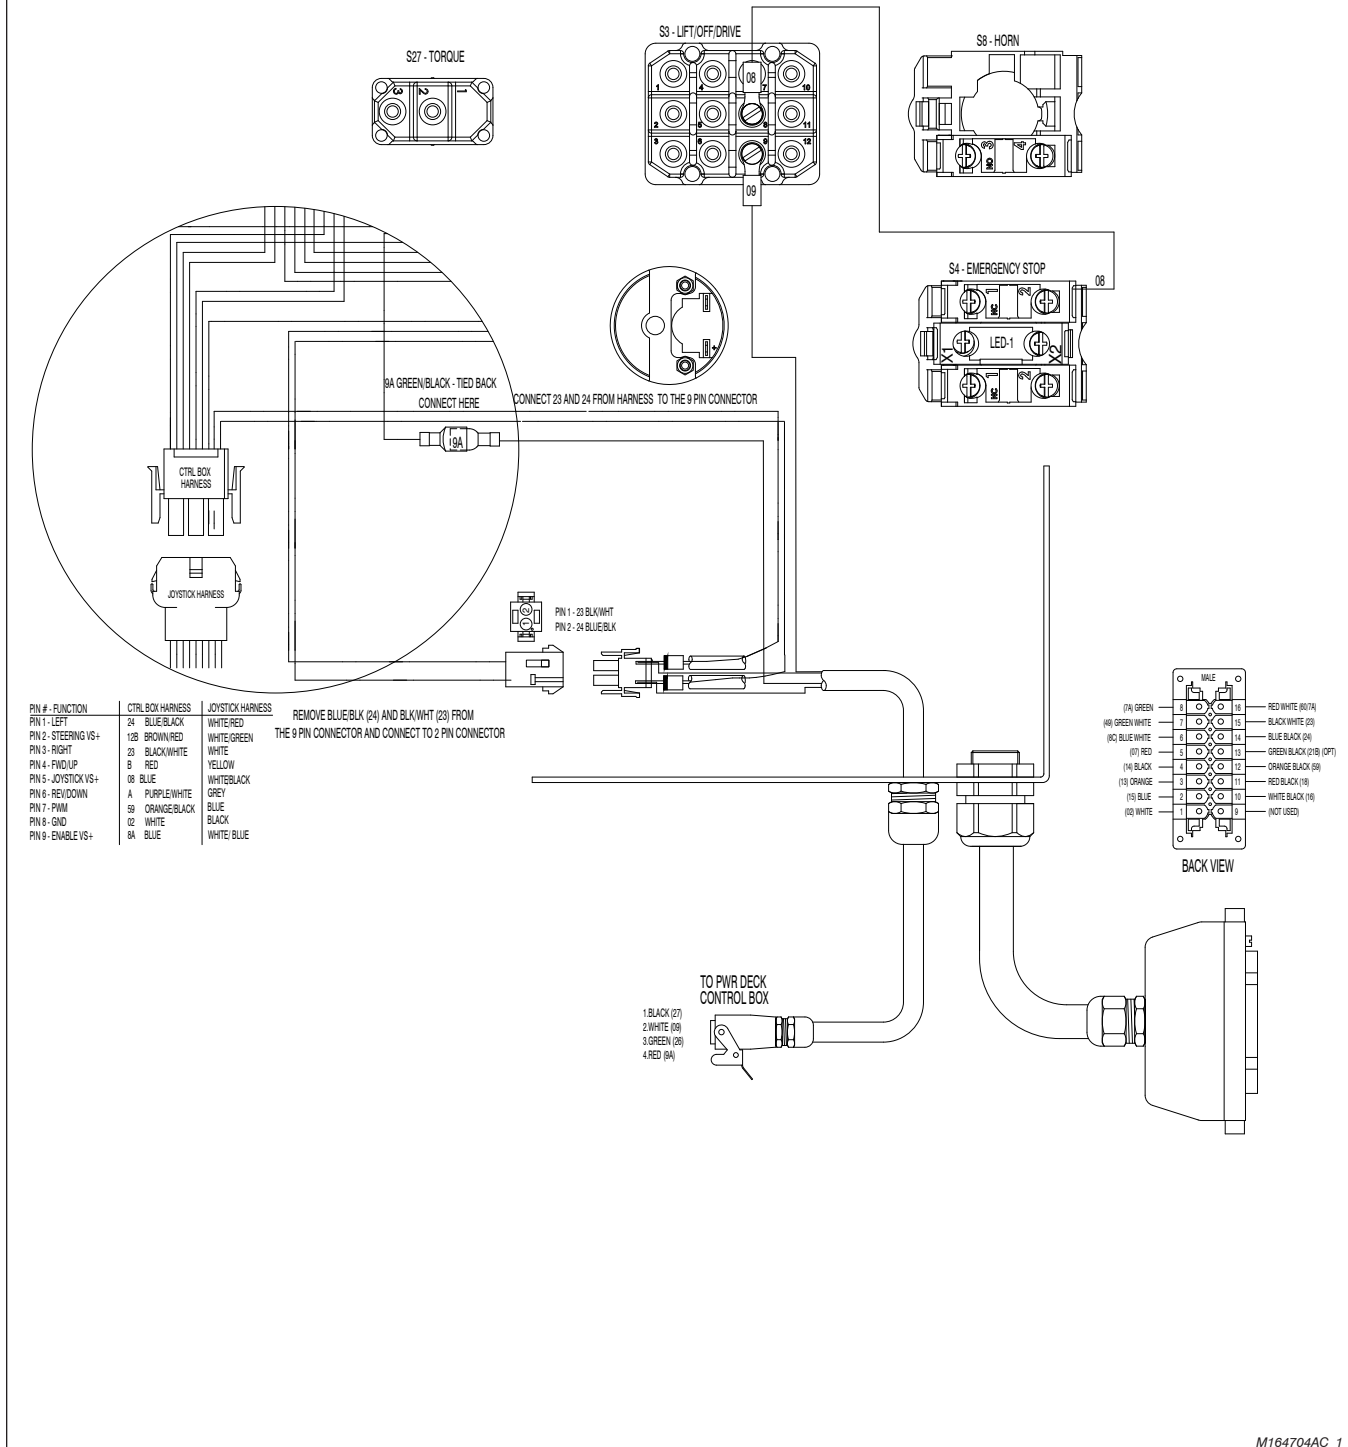 S27 - TORQUE
3
2
1
S3 - LIFT/OFF/DRIVE
08
1
4
7
10
2
5
8
11
3
6
9
12
09
S8 - HORN
NO
3
4
S4 - EMERGENCY STOP
08
NC
1
2
X1
LED-1
X2
NC
1
2
+
9A GREEN/BLACK - TIED BACK
CONNECT HERE
CONNECT 23 AND 24 FROM HARNESS TO THE 9 PIN CONNECTOR
9A
CTRL BOX
HARNESS
JOYSTICK HARNESS
1
2
PIN 1 - 23 BLK/WHT
PIN 2 - 24 BLUE/BLK
REMOVE BLUE/BLK (24) AND BLK/WHT (23) FROM
THE 9 PIN CONNECTOR AND CONNECT TO 2 PIN CONNECTOR
PIN # - FUNCTION CTRL BOX HARNESS JOYSTICK HARNESS
PIN 1 - LEFT 24 BLUE/BLACK WHITE/RED
PIN 2 - STEERING VS+ 12B BROWN/RED WHITE/GREEN
PIN 3 - RIGHT 23 BLACK/WHITE WHITE
PIN 4 - FWD/UP B RED YELLOW
PIN 5 - JOYSTICK VS+ 08 BLUE WHITE/BLACK
PIN 6 - REV/DOWN A PURPLE/WHITE GREY
PIN 7 - PWM 59 ORANGE/BLACK BLUE
PIN 8 - GND 02 WHITE BLACK
PIN 9 - ENABLE VS+ 8A BLUE WHITE/ BLUE
MALE
(7A) GREEN 8 16 RED WHITE (60/7A)
(49) GREEN WHITE 7 15 BLACK WHITE (23)
(8C) BLUE WHITE 6 14 BLUE BLACK (24)
(07) RED 5 13 GREEN BLACK (21B) (OPT)
(14) BLACK 4 12 ORANGE BLACK (59)
(13) ORANGE 3 11 RED BLACK (18)
(15) BLUE 2 10 WHITE BLACK (16)
(02) WHITE 1 9 (NOT USED)
BACK VIEW
TO PWR DECK
CONTROL BOX
1.BLACK (27)
2.WHITE (09)
3.GREEN (26)
4.RED (9A)
M164704AC_1